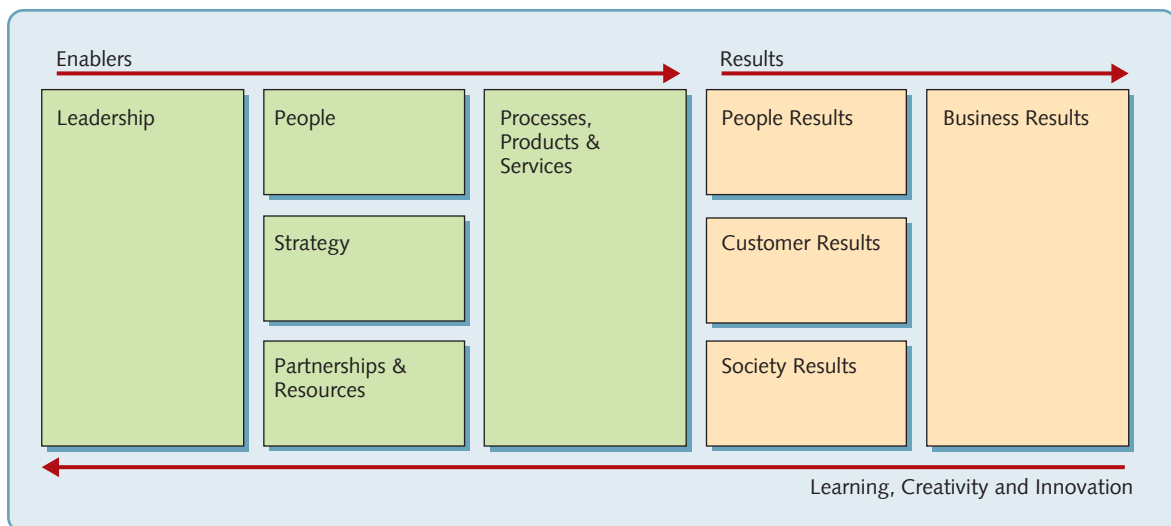 Enablers
Results
Leadership
People
Processes,
Products &
Services
People Results
Business Results
Strategy
Customer Results
Partnerships &
Resources
Society Results
Learning, Creativity and Innovation